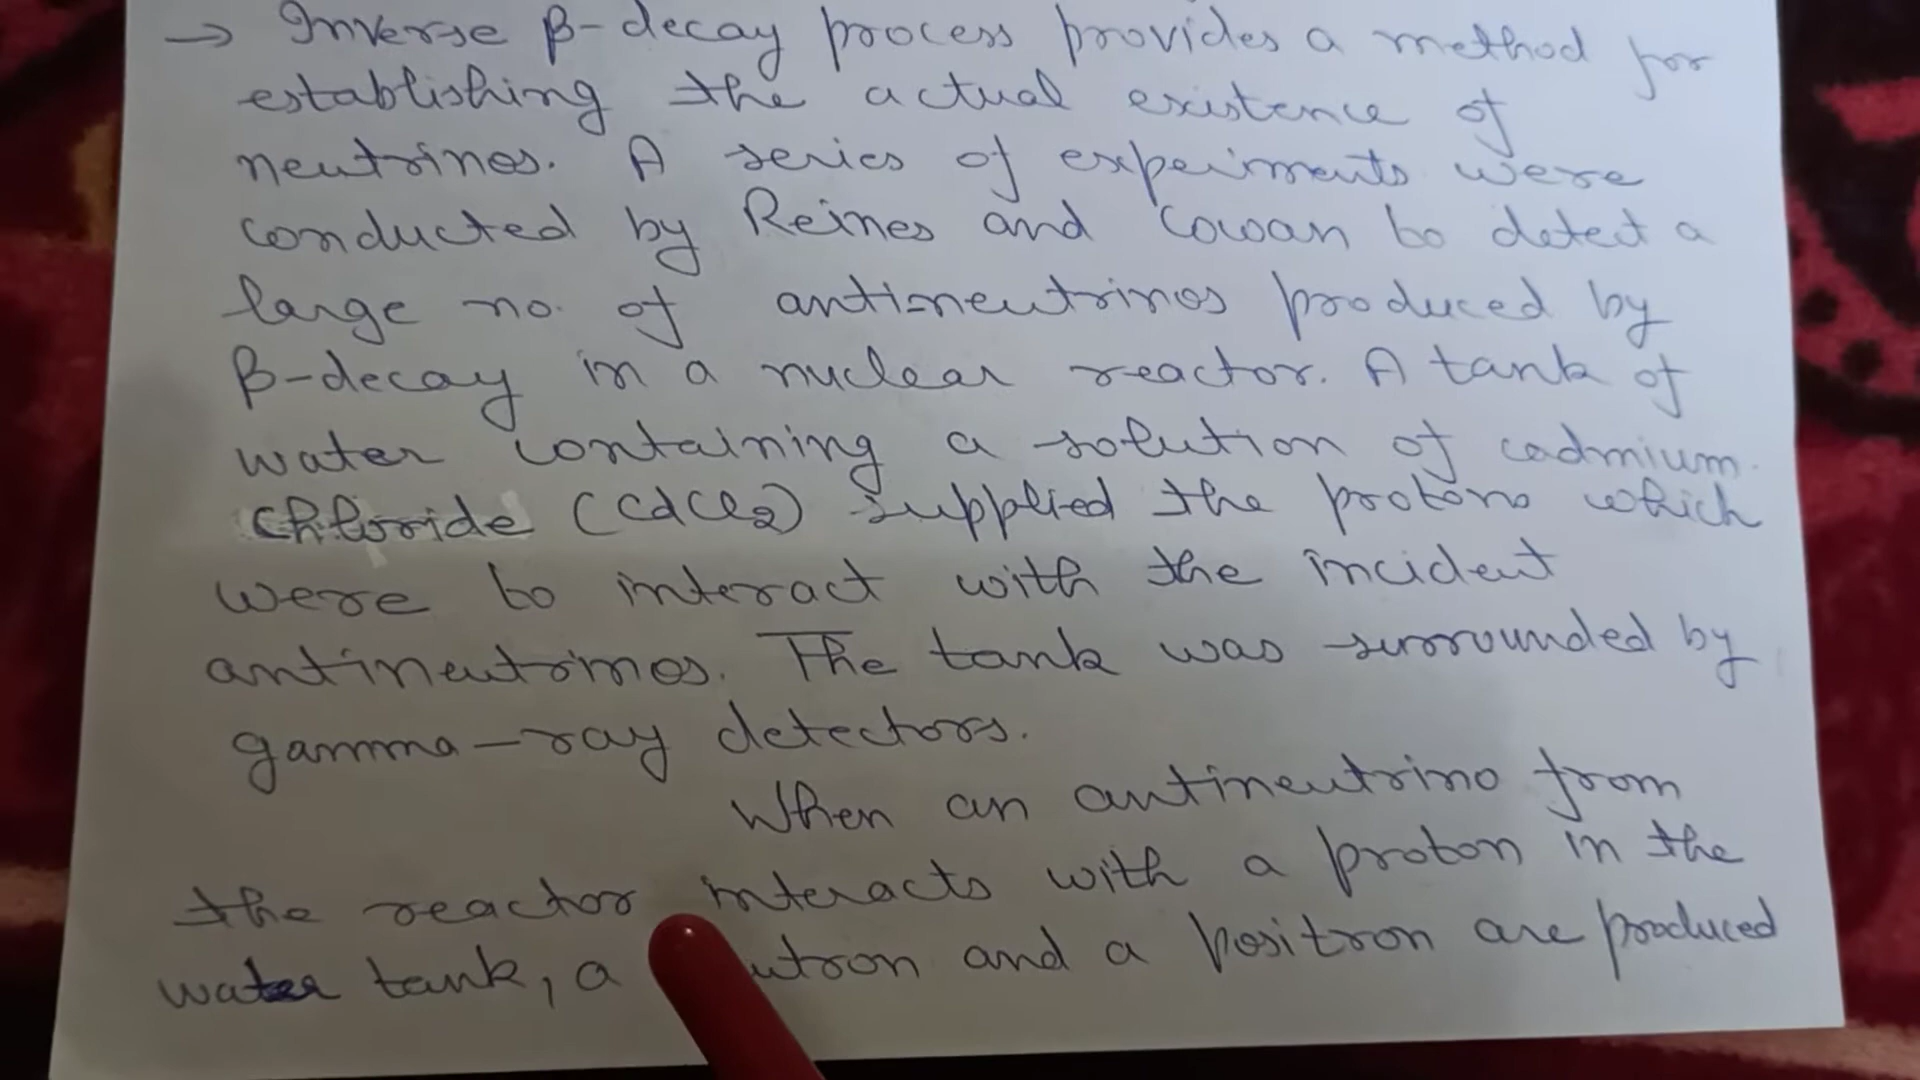 → Inverse β-decay process provides a method for
establishing the actual existence of
neutrinos. A series of experiments were
conducted by Reines and Cowan to detect a
large no. of antineutrinos produced by
β-decay in a nuclear reactor. A tank of
water containing a solution of cadmium
chloride (CdCl₂) supplied the protons which
were to interact with the incident
antineutrinos. The tank was surrounded by
gamma-ray detectors.
When an antineutrino from
the reactor interacts with a proton in the
water tank, a utron and a positron are produced